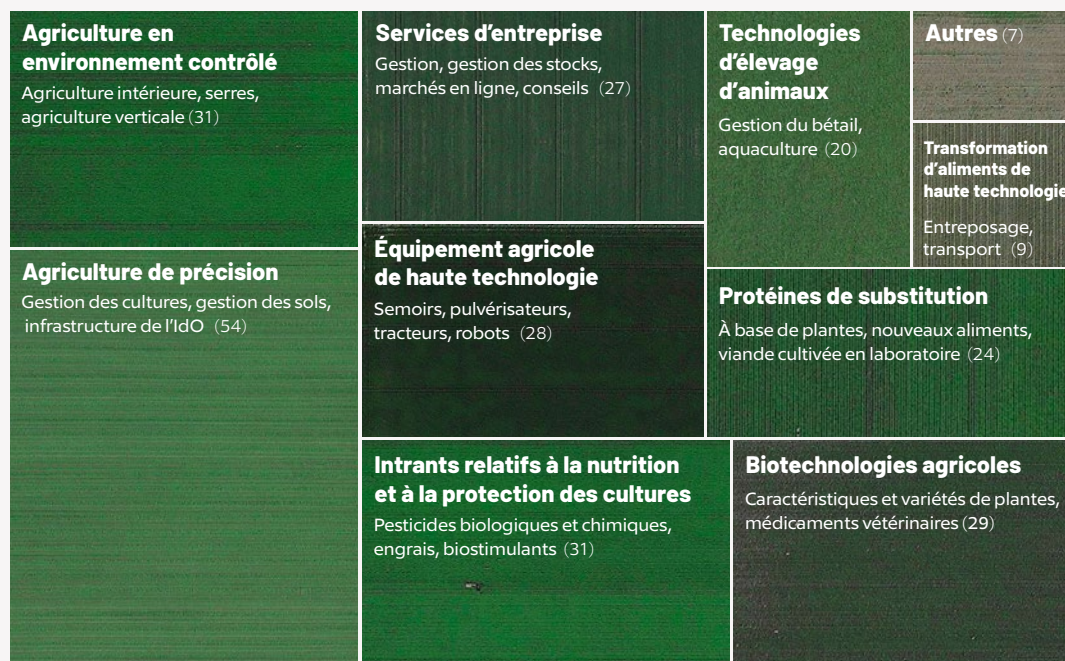 Agriculture en
environnement contrôlé
Agriculture intérieure, serres,
agriculture verticale (31)
Agriculture de précision
Gestion des cultures, gestion des sols,
infrastructure de l'IdO (54)
Services d'entreprise
Gestion, gestion des stocks,
marchés en ligne, conseils (27)
Équipement agricole
de haute technologie
Semoirs, pulvérisateurs,
tracteurs, robots (28)
Technologies
d'élevage
d'animaux
Gestion du bétail,
aquaculture (20)
Autres (7)
Transformation
d'aliments de
haute technologie
Entreposage,
transport (9)
Protéines de substitution
À base de plantes, nouveaux aliments,
viande cultivée en laboratoire (24)
Intrants relatifs à la nutrition
et à la protection des cultures
Pesticides biologiques et chimiques,
engrais, biostimulants (31)
Biotechnologies agricoles
Caractéristiques et variétés de plantes,
médicaments vétérinaires (29)